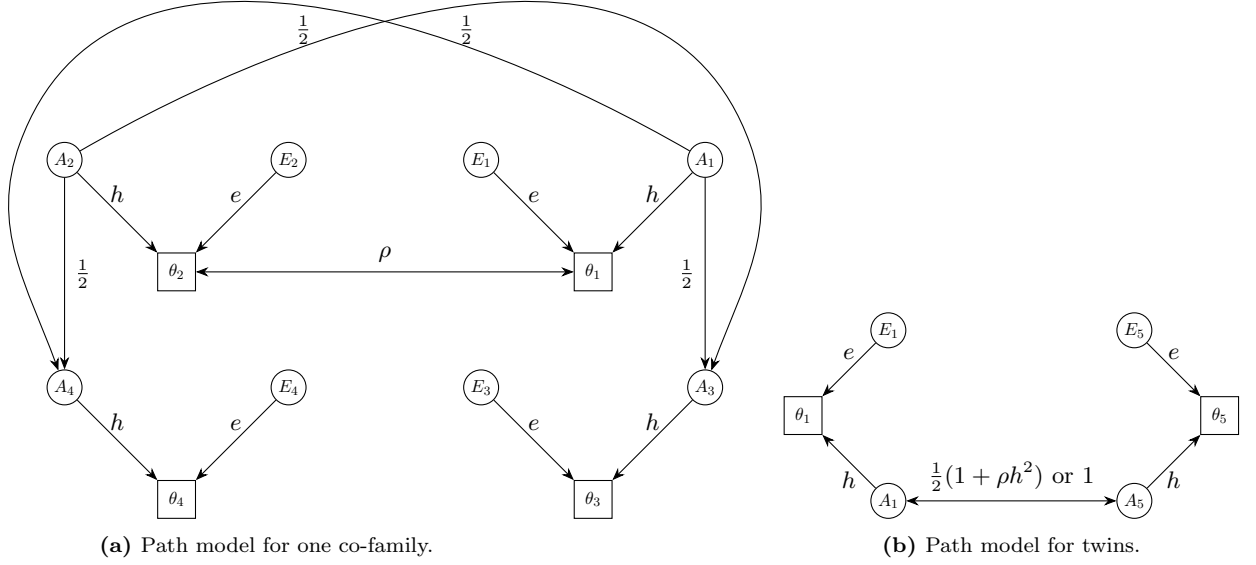 ½ ½
A₂ E₂ E₁ A₁
h e e h
ρ
θ₂ θ₁
½ ½
A₄ E₄ E₃ A₃
h e e h
θ₄ θ₃
(a) Path model for one co-family.
E₁ E₅
e e
θ₁ θ₅
h ½(1 + ρh²) or 1 h
A₁ A₅
(b) Path model for twins.